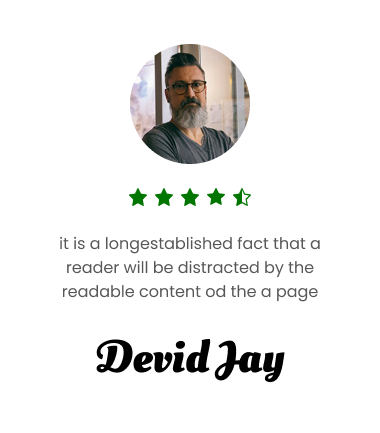 it is a longestablished fact that a
reader will be distracted by the
readable content od the a page
Devid Jay